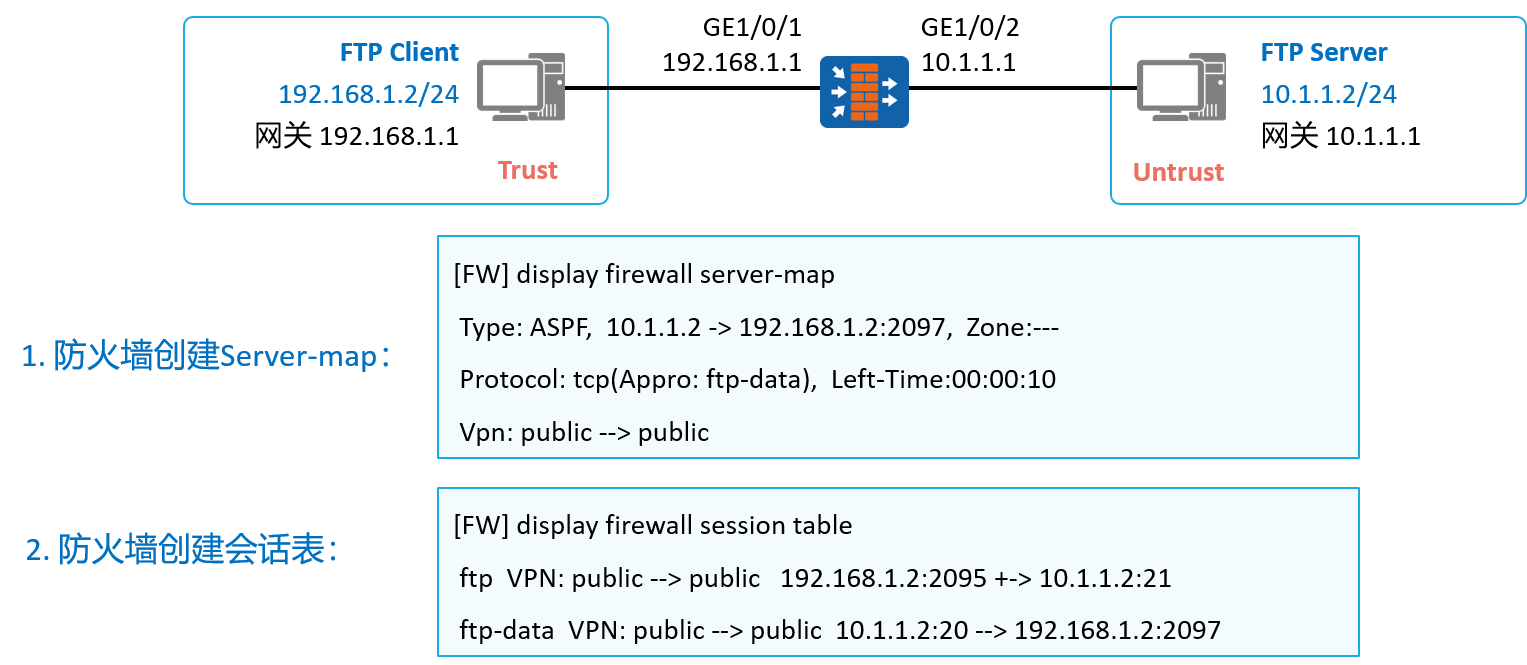 FTP Client
192.168.1.2/24
网关 192.168.1.1
Trust
GE1/0/1
192.168.1.1
GE1/0/2
10.1.1.1
FTP Server
10.1.1.2/24
网关 10.1.1.1
Untrust
1. 防火墙创建Server-map：
[FW] display firewall server-map
Type: ASPF, 10.1.1.2 -> 192.168.1.2:2097, Zone:---
Protocol: tcp(Appro: ftp-data), Left-Time:00:00:10
Vpn: public --> public
2. 防火墙创建会话表：
[FW] display firewall session table
ftp VPN: public --> public 192.168.1.2:2095 +-> 10.1.1.2:21
ftp-data VPN: public --> public 10.1.1.2:20 --> 192.168.1.2:2097